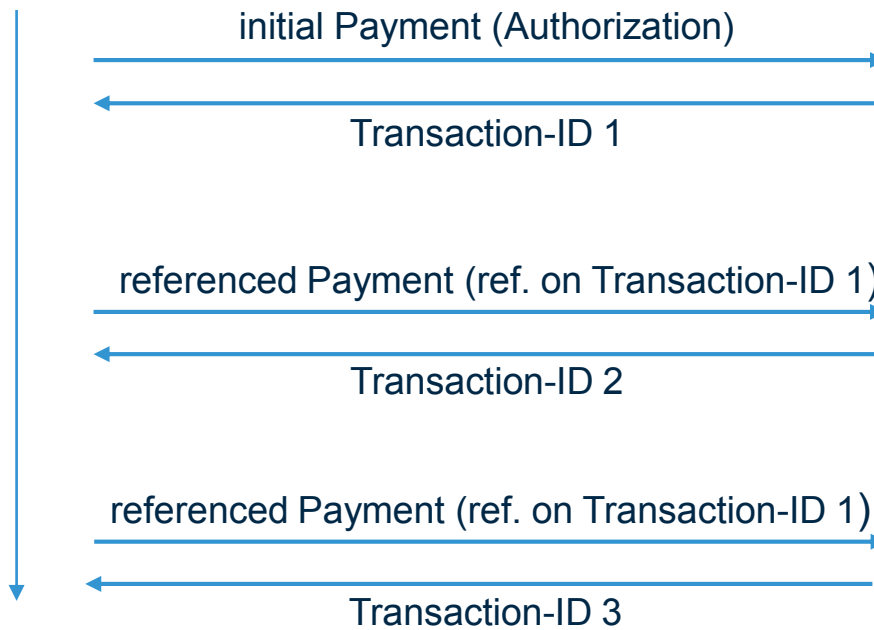 initial Payment (Authorization)
Transaction-ID 1
referenced Payment (ref. on Transaction-ID 1)
Transaction-ID 2
referenced Payment (ref. on Transaction-ID 1)
Transaction-ID 3